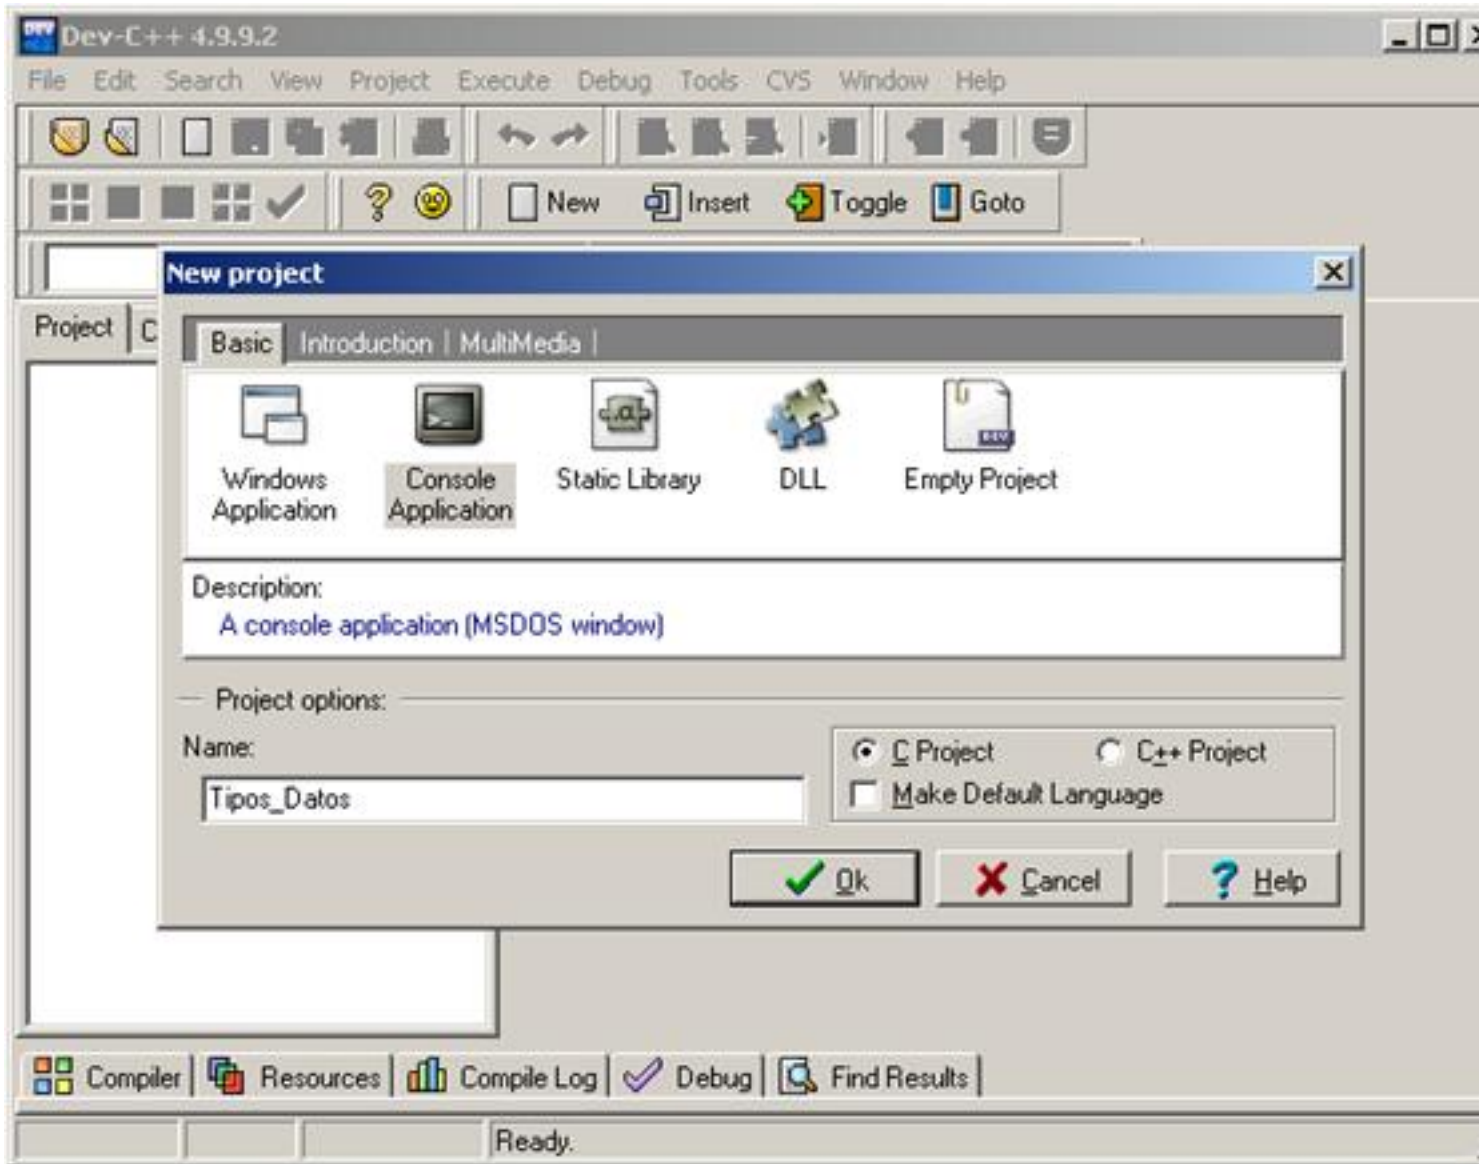 Dev-C++ 4.9.9.2
File Edit Search View Project Execute Debug Tools CVS Window Help
New Insert Toggle Goto
New project
Project C
Basic Introduction MultiMedia
Windows Application
Console Application
Static Library
DLL
Empty Project
Description:
A console application (MSDOS window)
Project options:
Name:
C Project C++ Project
Tipos_Datos
Make Default Language
Ok Cancel Help
Compiler Resources Compile Log Debug Find Results
Ready.